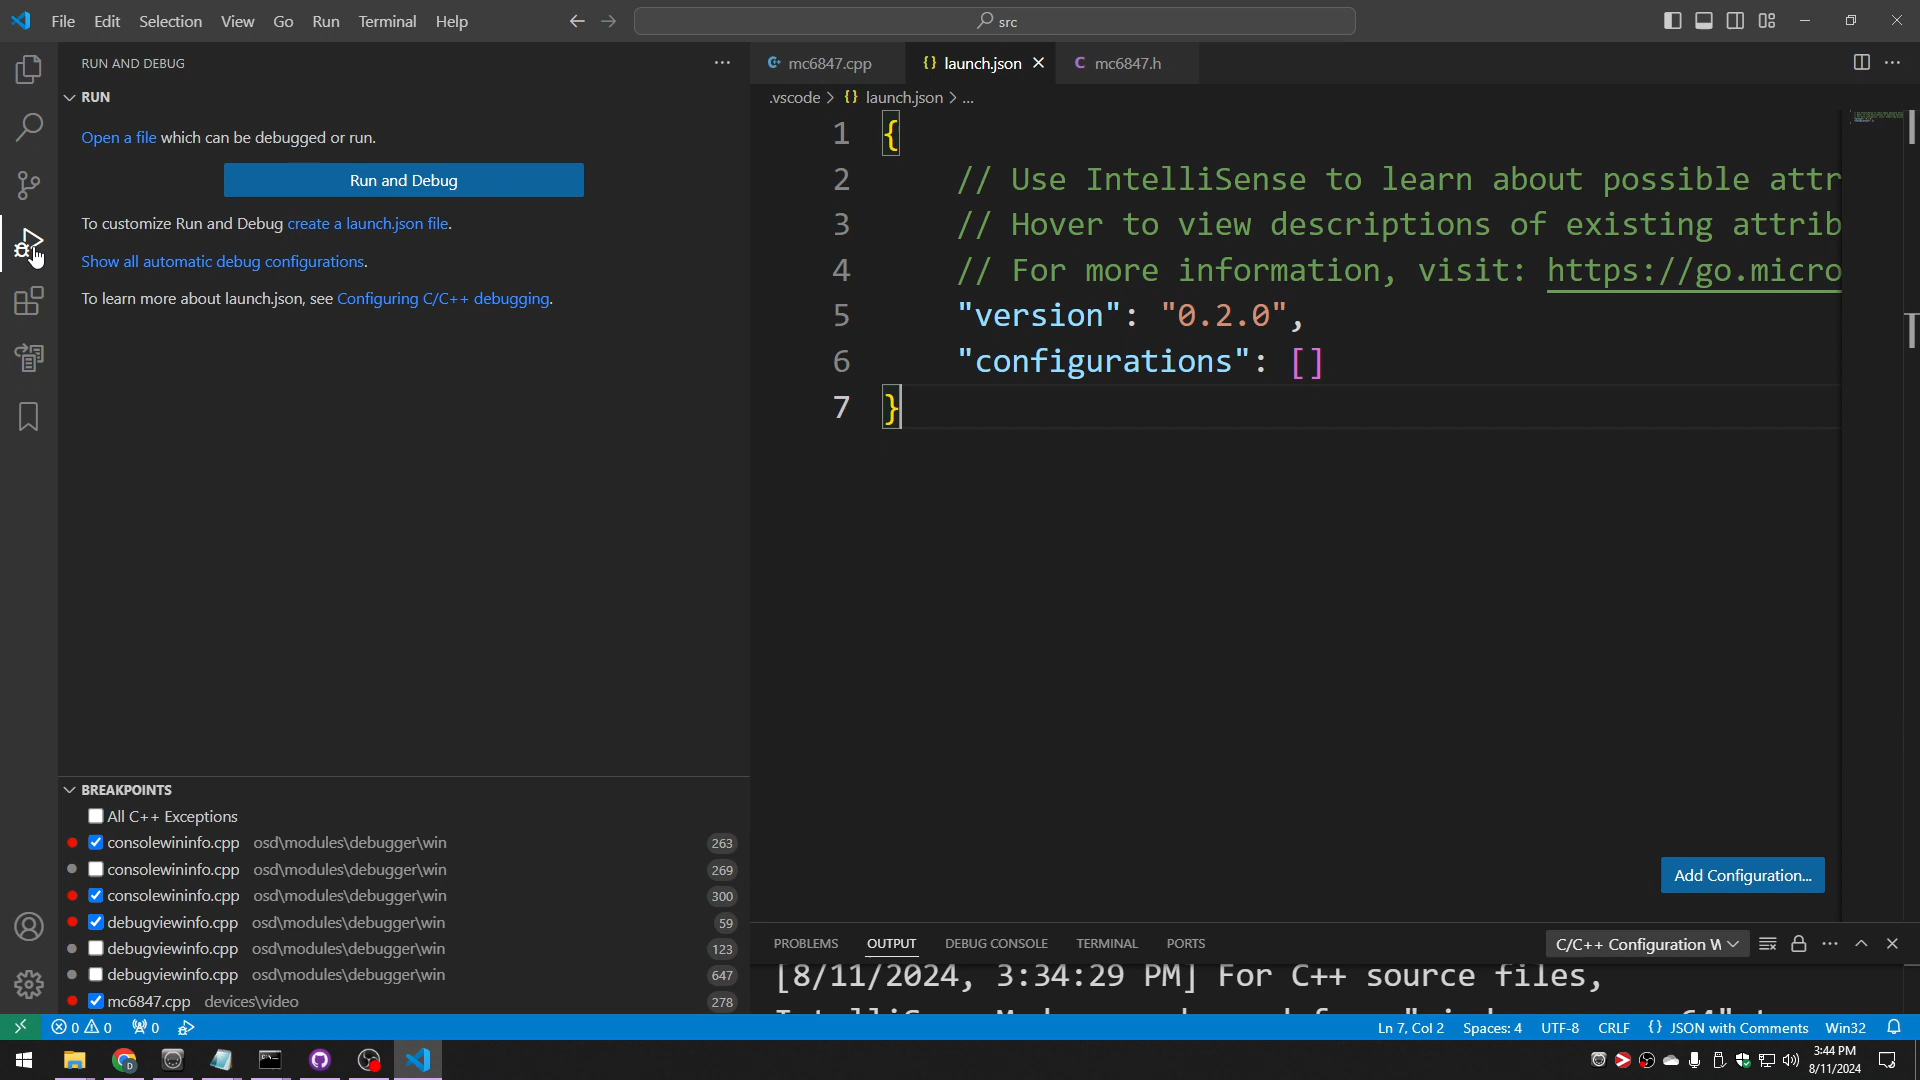 File Edit Selection View Go Run Terminal Help
src
RUN AND DEBUG
RUN
Open a file which can be debugged or run.
Run and Debug
To customize Run and Debug create a launch.json file.
Show all automatic debug configurations.
To learn more about launch.json, see Configuring C/C++ debugging.
BREAKPOINTS
All C++ Exceptions
consolewininfo.cpp osd\modules\debugger\win 263
consolewininfo.cpp osd\modules\debugger\win 269
consolewininfo.cpp osd\modules\debugger\win 300
debugviewinfo.cpp osd\modules\debugger\win 59
debugviewinfo.cpp osd\modules\debugger\win 123
debugviewinfo.cpp osd\modules\debugger\win 647
mc6847.cpp devices\video 278
mc6847.cpp {} launch.json C mc6847.h
.vscode > {} launch.json > ...
1 {
2 // Use IntelliSense to learn about possible attr
3 // Hover to view descriptions of existing attrib
4 // For more information, visit: https://go.micro
5 "version": "0.2.0",
6 "configurations": []
7 }
Add Configuration...
PROBLEMS OUTPUT DEBUG CONSOLE TERMINAL PORTS
C/C++ Configuration W
[8/11/2024, 3:34:29 PM] For C++ source files,
0 0 0
Ln 7, Col 2 Spaces: 4 UTF-8 CRLF {} JSON with Comments Win32
3:44 PM
8/11/2024